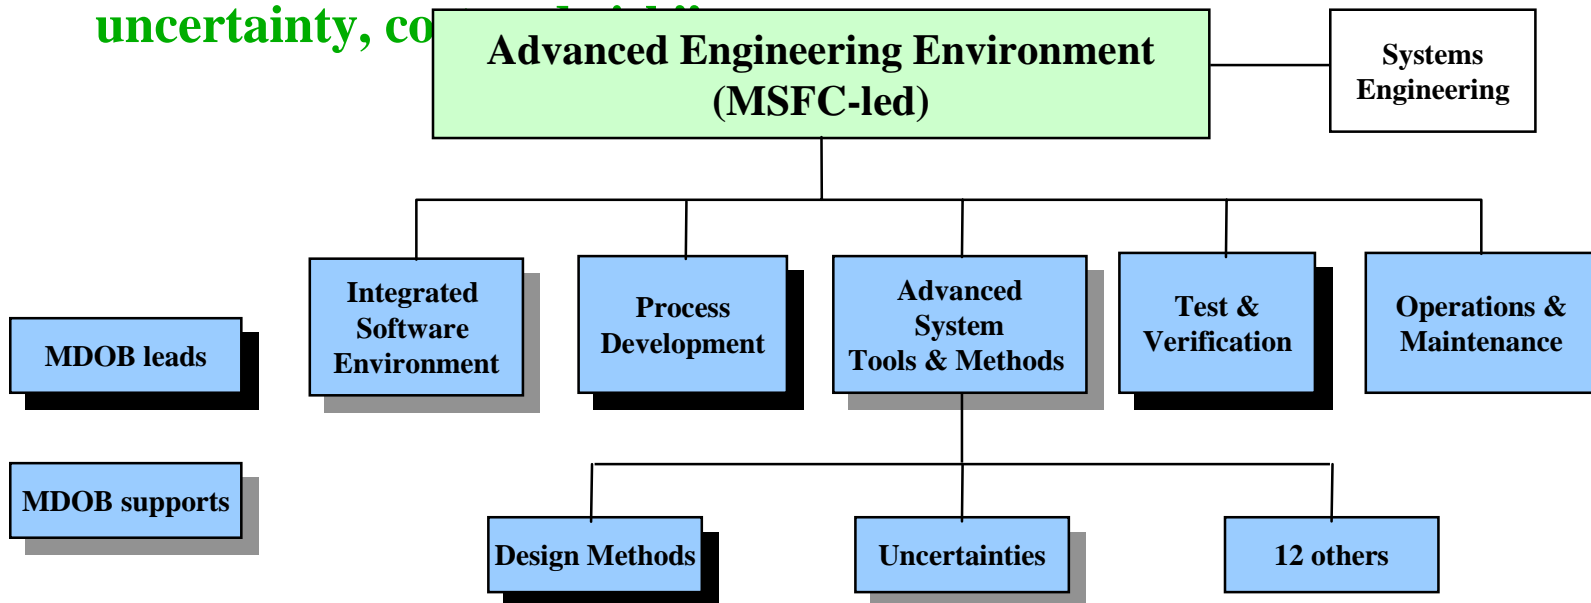 uncertainty, co
Advanced Engineering Environment
(MSFC-led)
Systems
Engineering
Integrated
Software
Environment
Process
Development
Advanced
System
Tools & Methods
Test &
Verification
Operations &
Maintenance
MDOB leads
MDOB supports
Design Methods
Uncertainties
12 others